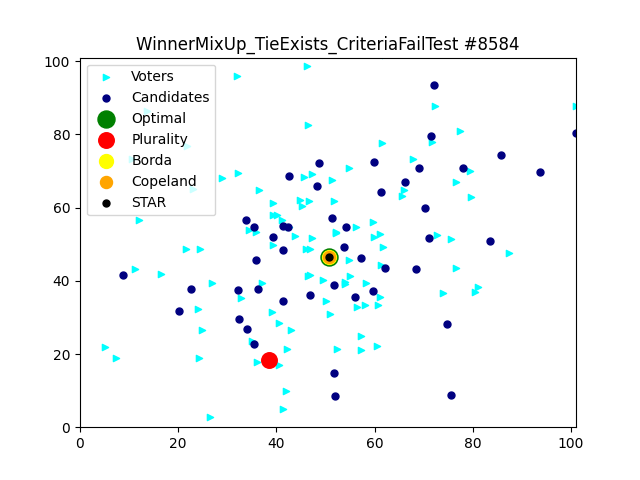 WinnerMixUp_TieExists_CriteriaFailTest #8584
100
80
60
40
20
0
0 20 40 60 80 100
Voters
Candidates
Optimal
Plurality
Borda
Copeland
STAR